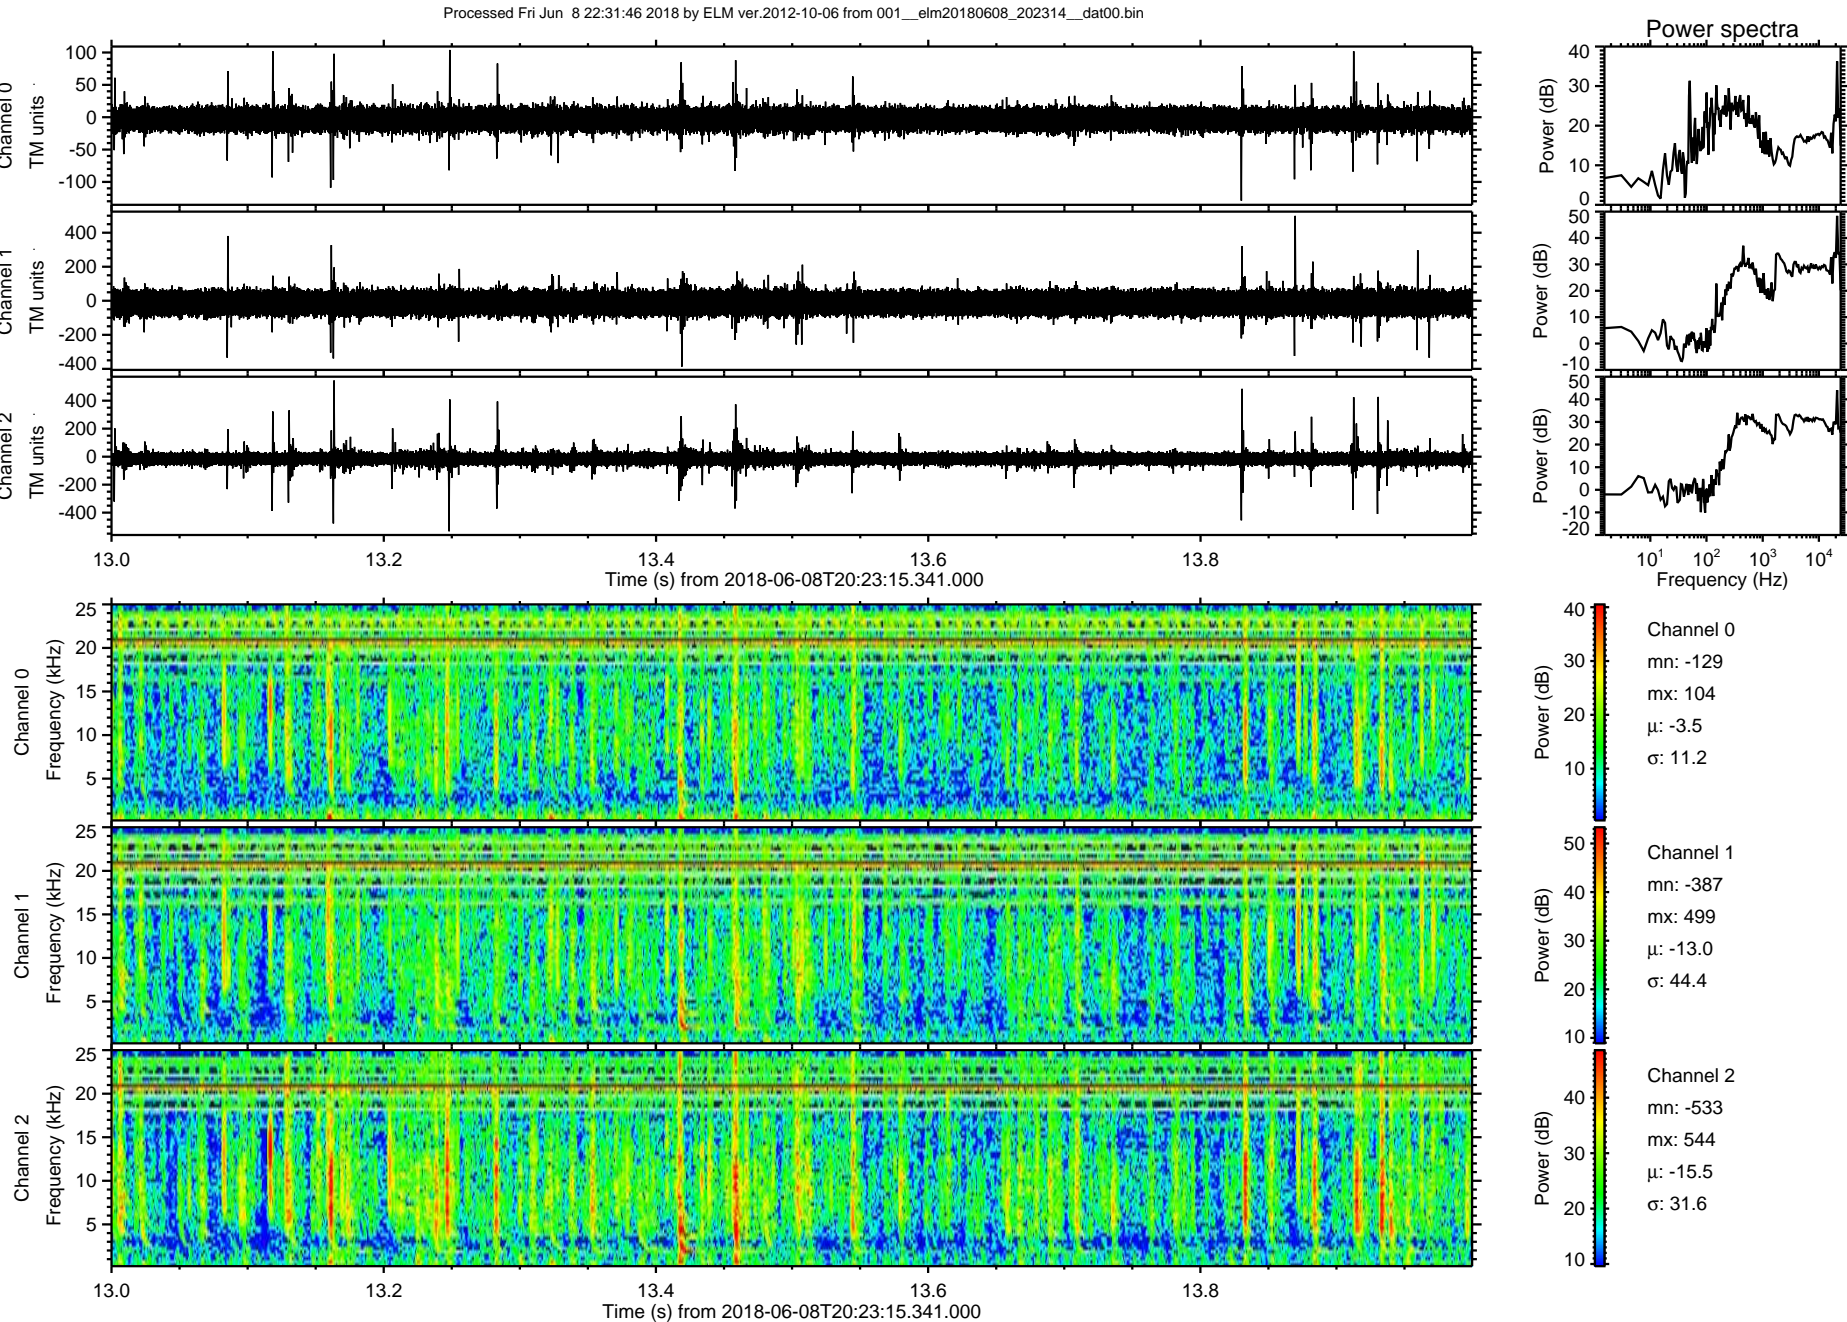 Processed Fri Jun  8 22:31:46 2018 by ELM ver.2012-10-06 from 001__elm20180608_202314__dat00.bin
Power spectra
Channel 0
TM units
100
50
0
-50
-100
Power (dB)
40
30
20
10
0
Channel 1
TM units
400
200
0
-200
-400
Power (dB)
50
40
30
20
10
0
-10
Channel 2
TM units
400
200
0
-200
-400
Power (dB)
50
40
30
20
10
0
-10
-20
13.0 13.2 13.4 13.6 13.8
Time (s) from 2018-06-08T20:23:15.341.000
10^1 10^2 10^3 10^4
Frequency (Hz)
Channel 0
Frequency (kHz)
25
20
15
10
5
Power (dB)
40
30
20
10
Channel 0
mn: -129
mx: 104
μ: -3.5
σ: 11.2
Channel 1
Frequency (kHz)
25
20
15
10
5
Power (dB)
50
40
30
20
10
Channel 1
mn: -387
mx: 499
μ: -13.0
σ: 44.4
Channel 2
Frequency (kHz)
25
20
15
10
5
Power (dB)
40
30
20
10
Channel 2
mn: -533
mx: 544
μ: -15.5
σ: 31.6
13.0 13.2 13.4 13.6 13.8
Time (s) from 2018-06-08T20:23:15.341.000